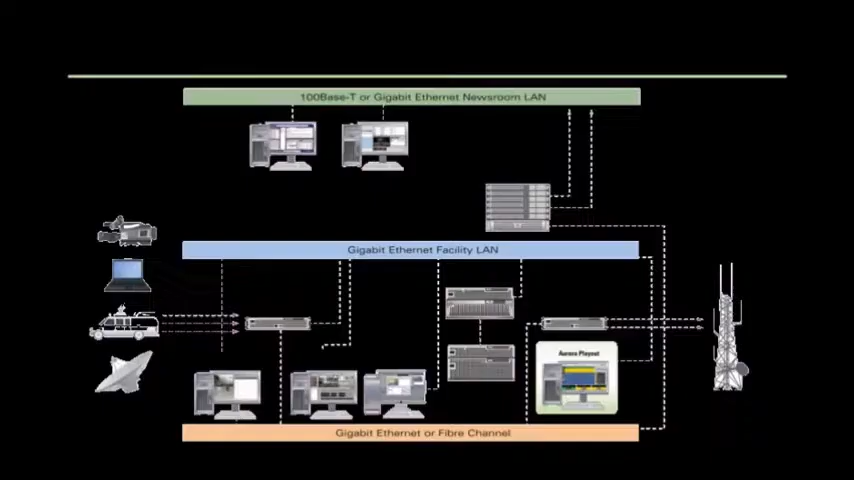 100Base-T or Gigabit Ethernet Newsroom LAN
Gigabit Ethernet Facility LAN
Aurora Playout
Gigabit Ethernet or Fibre Channel